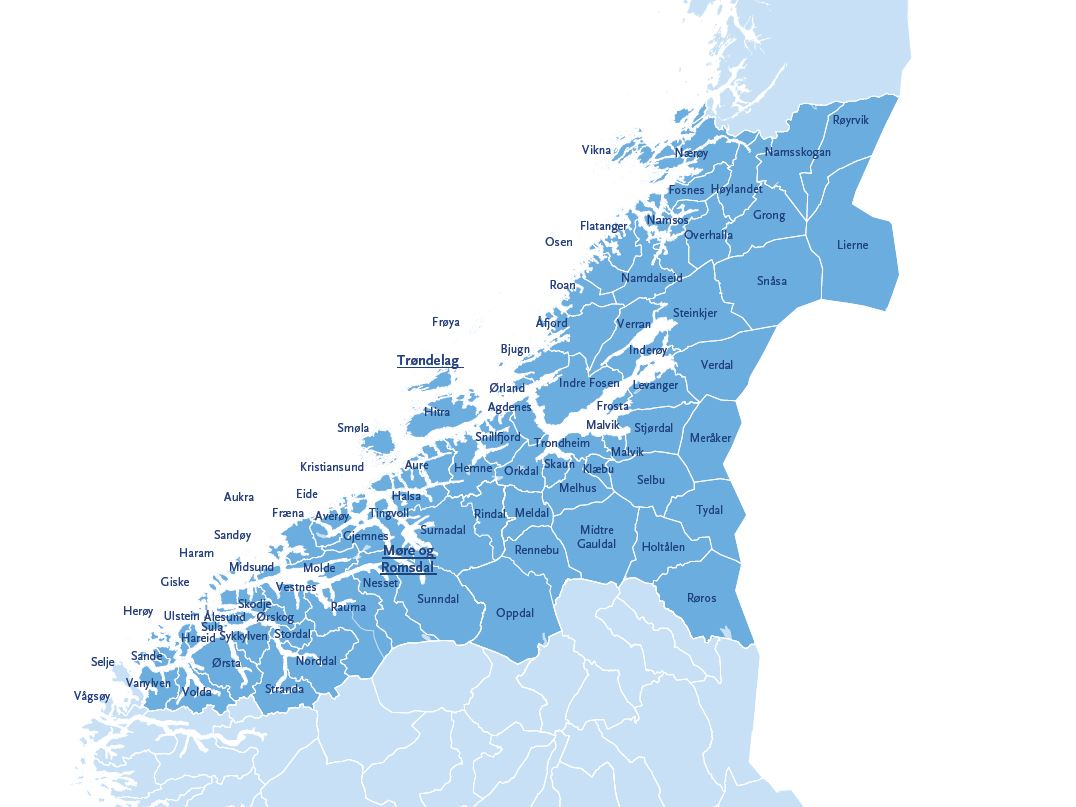 Røyrvik
Vikna
Nærøy
Namsskogan
Fosnes
Høylandet
Grong
Namsos
Flatanger
Overhalla
Osen
Lierne
Namdalseid
Snåsa
Roan
Steinkjer
Frøya
Åfjord
Verran
Bjugn
Inderøy
Trøndelag
Verdal
Indre Fosen
Levanger
Ørland
Frosta
Agdenes
Hitra
Malvik
Stjørdal
Smøla
Snillfjord
Trondheim
Meråker
Malvik
Kristiansund
Aure
Hemne
Orkdal
Skaun
Klæbu
Selbu
Melhus
Aukra
Eide
Halsa
Fræna
Averøy
Tingvoll
Rindal
Meldal
Tydal
Sandøy
Gjemnes
Surnadal
Midtre
Gauldal
Haram
Møre og
Romsdal
Rennebu
Holtålen
Midsund
Molde
Giske
Vestnes
Nesset
Sunndal
Røros
Herøy
Ulstein
Ålesund
Skodje
Ørskog
Rauma
Oppdal
Sula
Hareid
Sykkylven
Stordal
Selje
Sande
Ørsta
Norddal
Vanylven
Vågsøy
Volda
Stranda